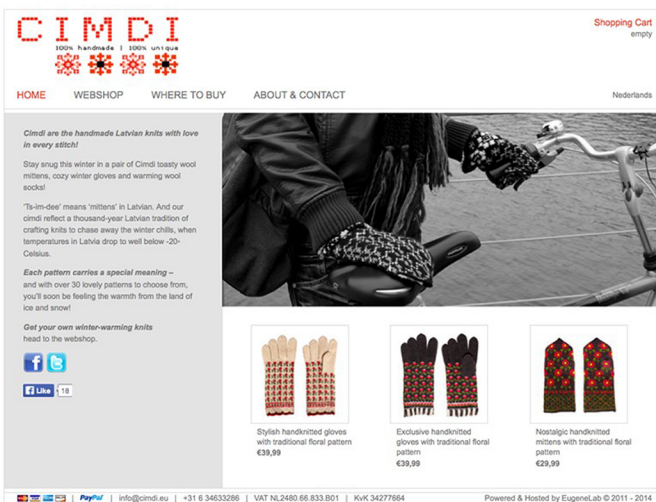 CIMDI
100% handmade | 100% unique
Shopping Cart
empty
HOME WEBSHOP WHERE TO BUY ABOUT & CONTACT
Nederlands
Cimdi are the handmade Latvian knits with love
in every stitch!
Stay snug this winter in a pair of Cimdi toasty wool
mittens, cozy winter gloves and warming wool
socks!
'Ts-im-dee' means 'mittens' in Latvian. And our
cimdi reflect a thousand-year Latvian tradition of
crafting knits to chase away the winter chills, when
temperatures in Latvia drop to well below -20-
Celsius.
Each pattern carries a special meaning –
and with over 30 lovely patterns to choose from,
you'll soon be feeling the warmth from the land of
ice and snow!
Get your own winter-warming knits
head to the webshop.
Like 18
Stylish handknitted gloves
with traditional floral pattern
€39,99
Exclusive handknitted
gloves with traditional floral
pattern
€39,99
Nostalgic handknitted
mittens with traditional floral
pattern
€29,99
PayPal | info@cimdi.eu | +31 6 34633286 | VAT NL2480.66.833.B01 | KvK 34277664
Powered & Hosted by EugeneLab © 2011 - 2014